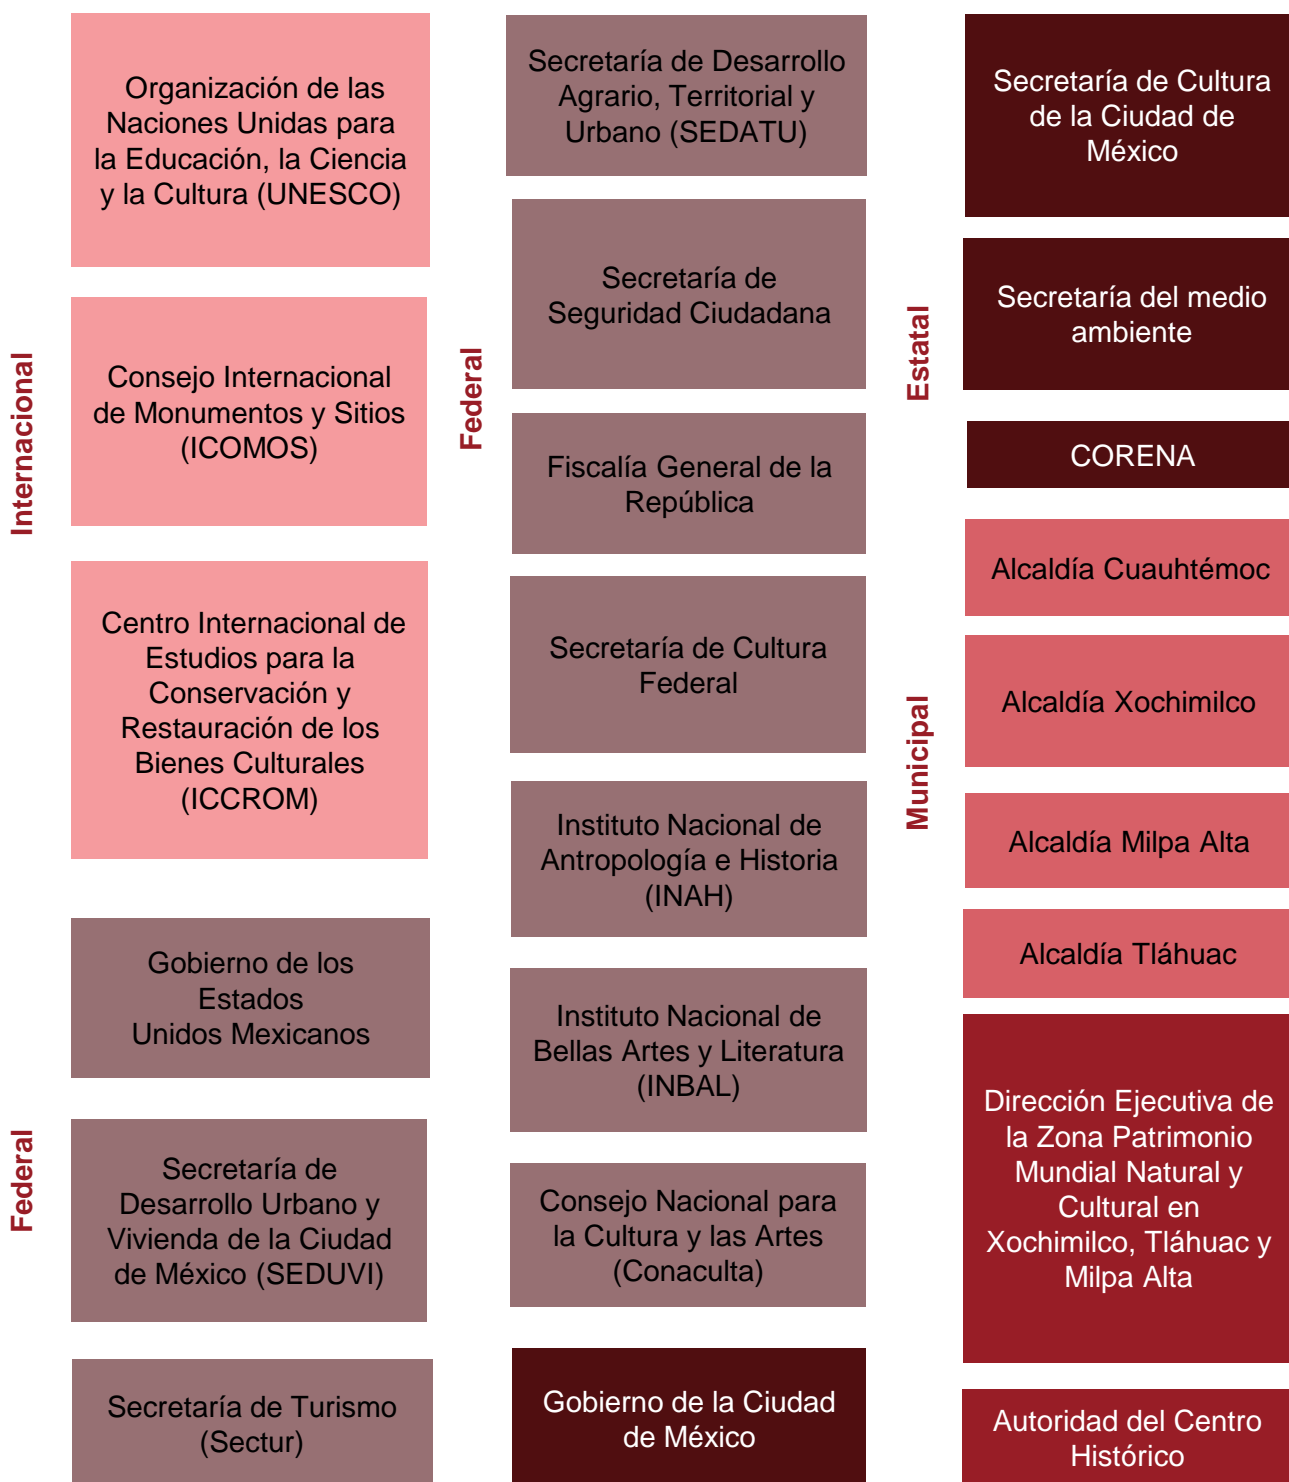 Internacional
Organización de las
Naciones Unidas para
la Educación, la Ciencia
y la Cultura (UNESCO)
Consejo Internacional
de Monumentos y Sitios
(ICOMOS)
Centro Internacional de
Estudios para la
Conservación y
Restauración de los
Bienes Culturales
(ICCROM)
Federal
Gobierno de los
Estados
Unidos Mexicanos
Secretaría de
Desarrollo Urbano y
Vivienda de la Ciudad
de México (SEDUVI)
Secretaría de Turismo
(Sectur)
Federal
Secretaría de Desarrollo
Agrario, Territorial y
Urbano (SEDATU)
Secretaría de
Seguridad Ciudadana
Fiscalía General de la
República
Secretaría de Cultura
Federal
Instituto Nacional de
Antropología e Historia
(INAH)
Instituto Nacional de
Bellas Artes y Literatura
(INBAL)
Consejo Nacional para
la Cultura y las Artes
(Conaculta)
Gobierno de la Ciudad
de México
Estatal
Secretaría de Cultura
de la Ciudad de
México
Secretaría del medio
ambiente
CORENA
Municipal
Alcaldía Cuauhtémoc
Alcaldía Xochimilco
Alcaldía Milpa Alta
Alcaldía Tláhuac
Dirección Ejecutiva de
la Zona Patrimonio
Mundial Natural y
Cultural en
Xochimilco, Tláhuac y
Milpa Alta
Autoridad del Centro
Histórico